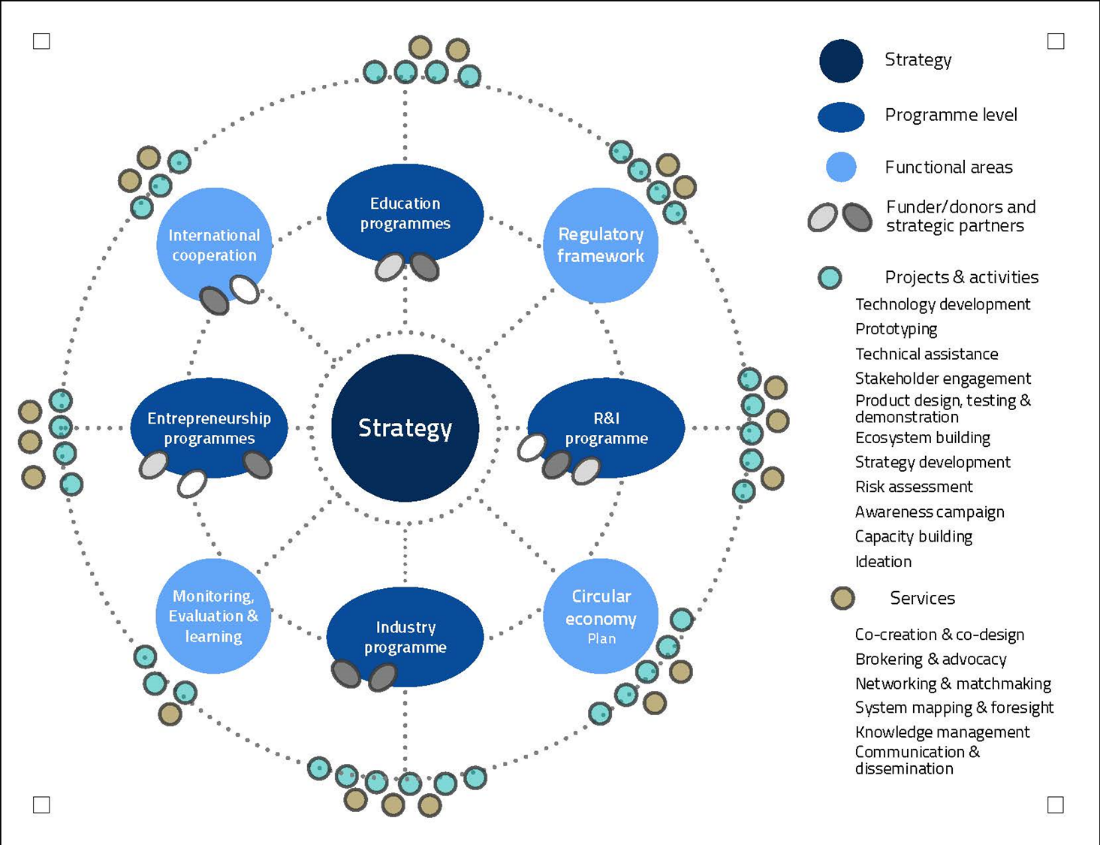 Education
programmes
International
cooperation
Regulatory
framework
Entrepreneurship
programmes
Strategy
R&I
programme
Monitoring,
Evaluation &
learning
Industry
programme
Circular
economy
Plan
Strategy
Programme level
Functional areas
Funder/donors and
strategic partners
Projects & activities
Technology development
Prototyping
Technical assistance
Stakeholder engagement
Product design, testing &
demonstration
Ecosystem building
Strategy development
Risk assessment
Awareness campaign
Capacity building
Ideation
Services
Co-creation & co-design
Brokering & advocacy
Networking & matchmaking
System mapping & foresight
Knowledge management
Communication &
dissemination